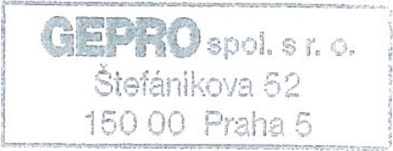 GEPRO spol. s r. o.
Štefánikova 52
150 00 Praha 5